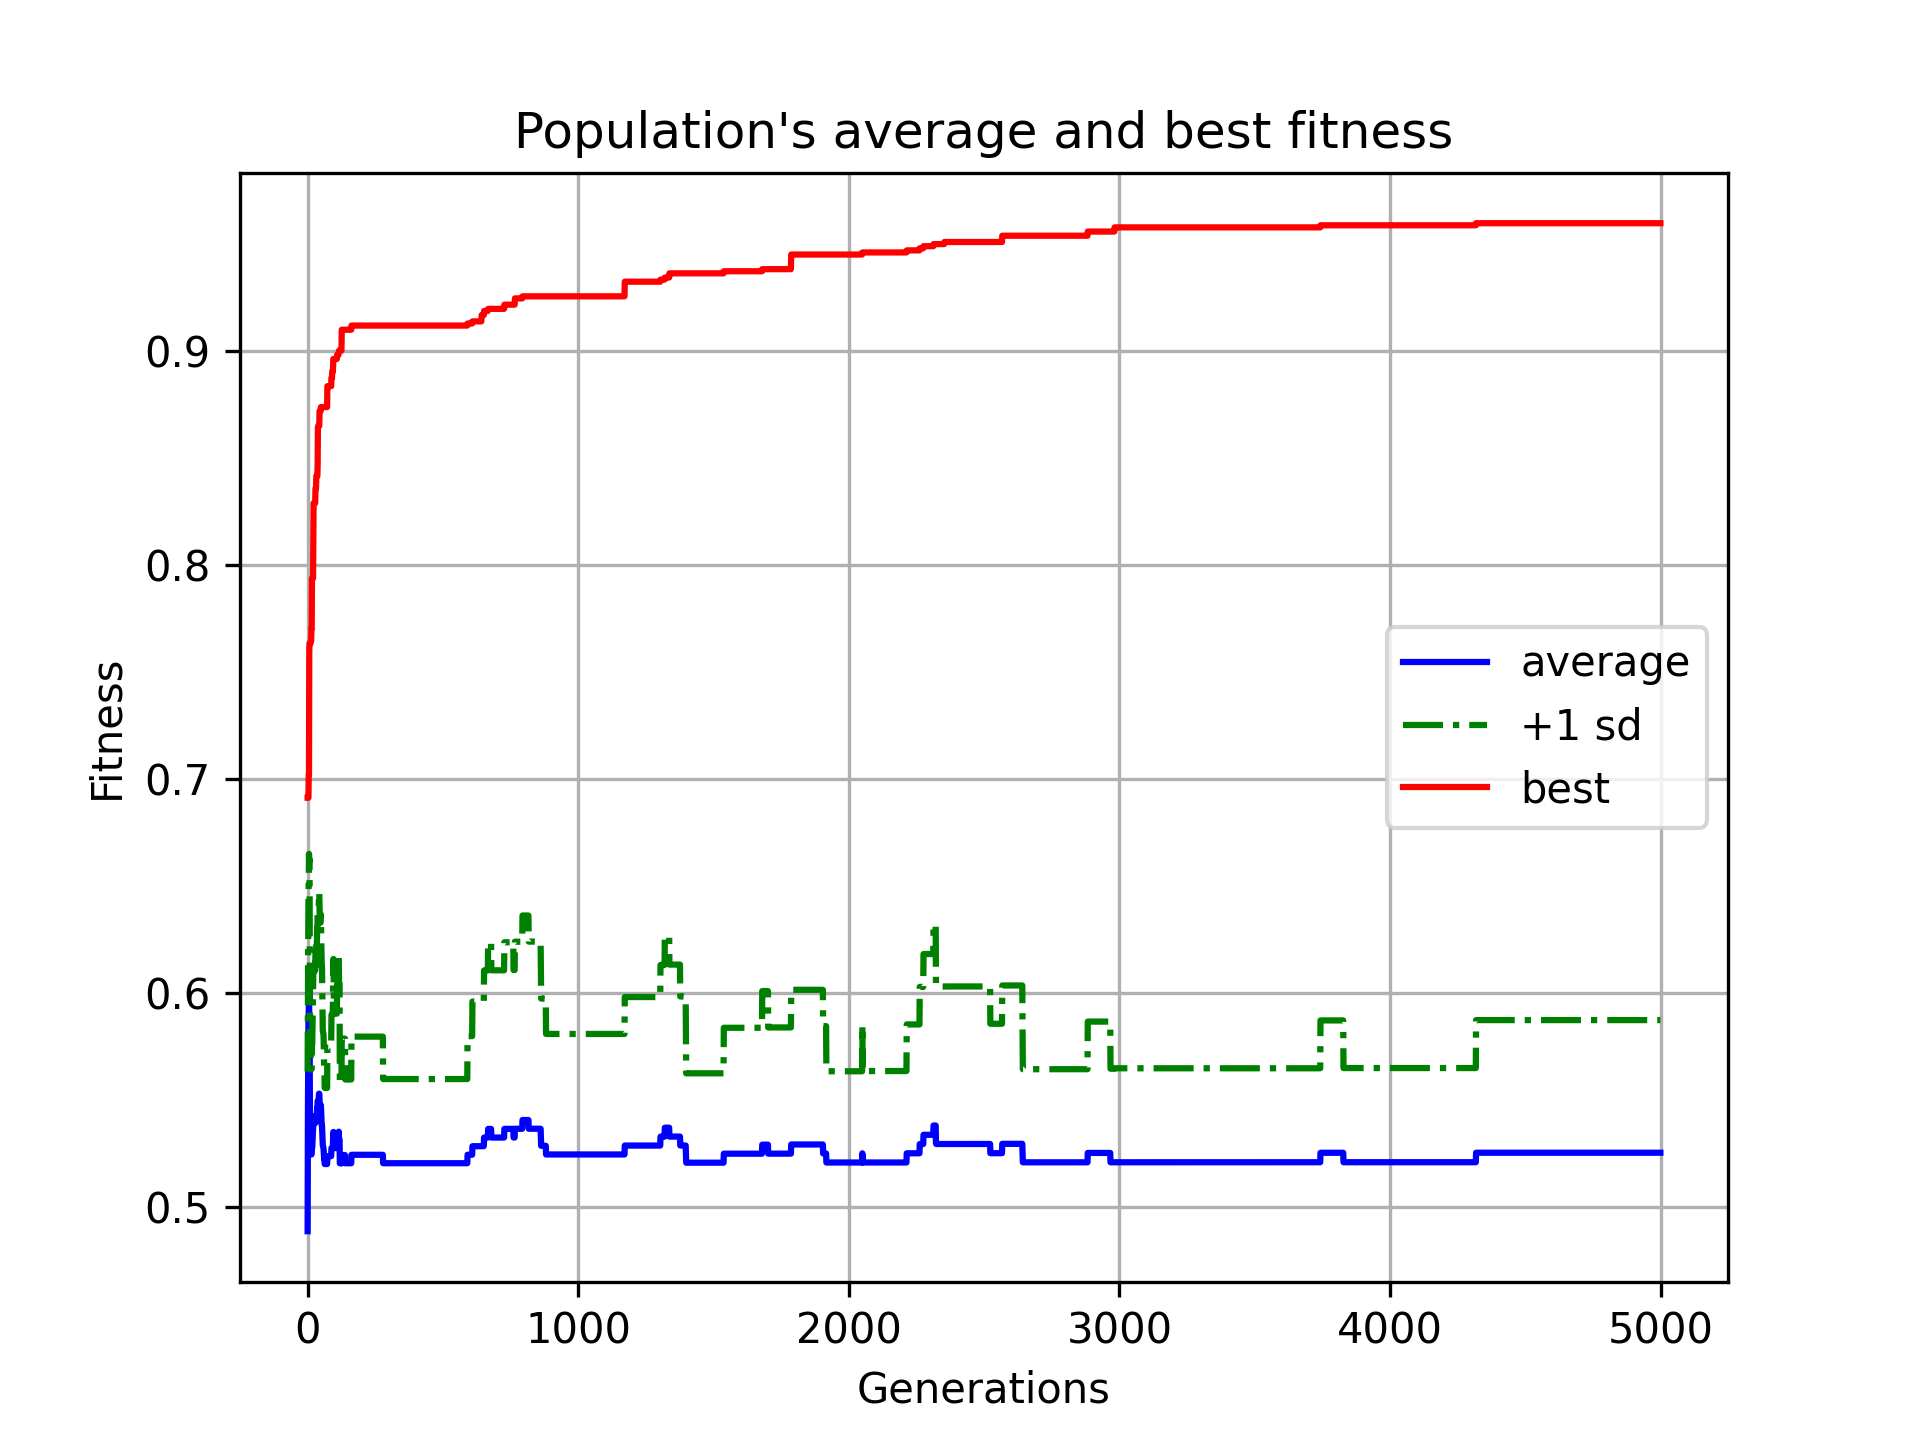 Population's average and best fitness
Fitness
0.9
0.8
0.7
0.6
0.5
average
+1 sd
best
0 1000 2000 3000 4000 5000
Generations